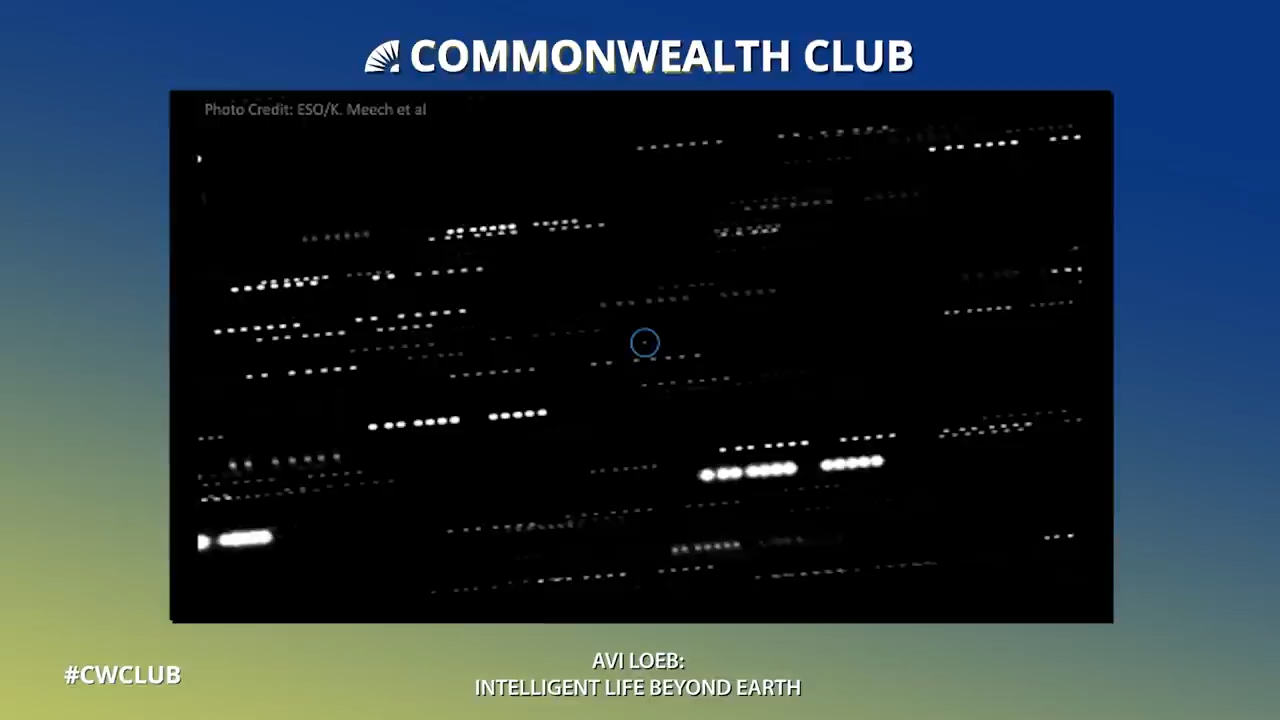 COMMONWEALTH CLUB
Photo Credit: ESO/K. Meech et al
#CWCLUB
AVI LOEB:
INTELLIGENT LIFE BEYOND EARTH